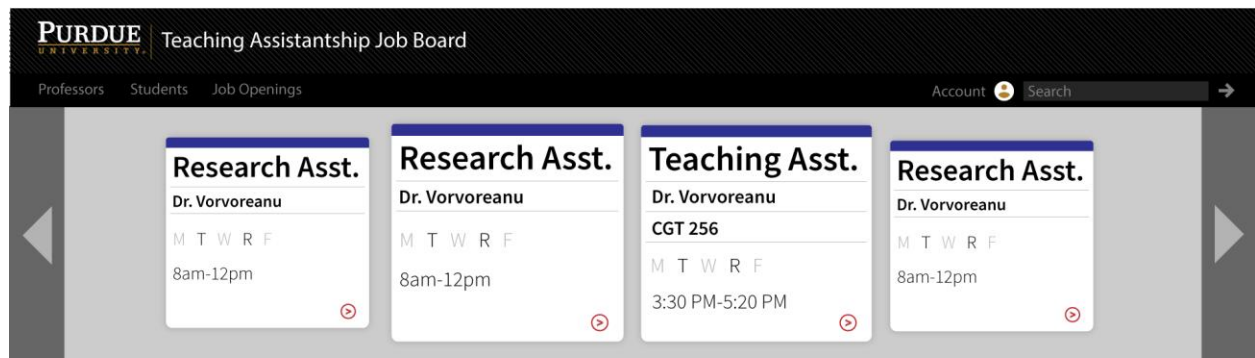 PURDUE
UNIVERSITY.
Teaching Assistantship Job Board
Professors Students Job Openings Account Search
Research Asst.
Dr. Vorvoreanu
M T W R F
8am-12pm
Research Asst.
Dr. Vorvoreanu
M T W R F
8am-12pm
Teaching Asst.
Dr. Vorvoreanu
CGT 256
M T W R F
3:30 PM-5:20 PM
Research Asst.
Dr. Vorvoreanu
M T W R F
8am-12pm